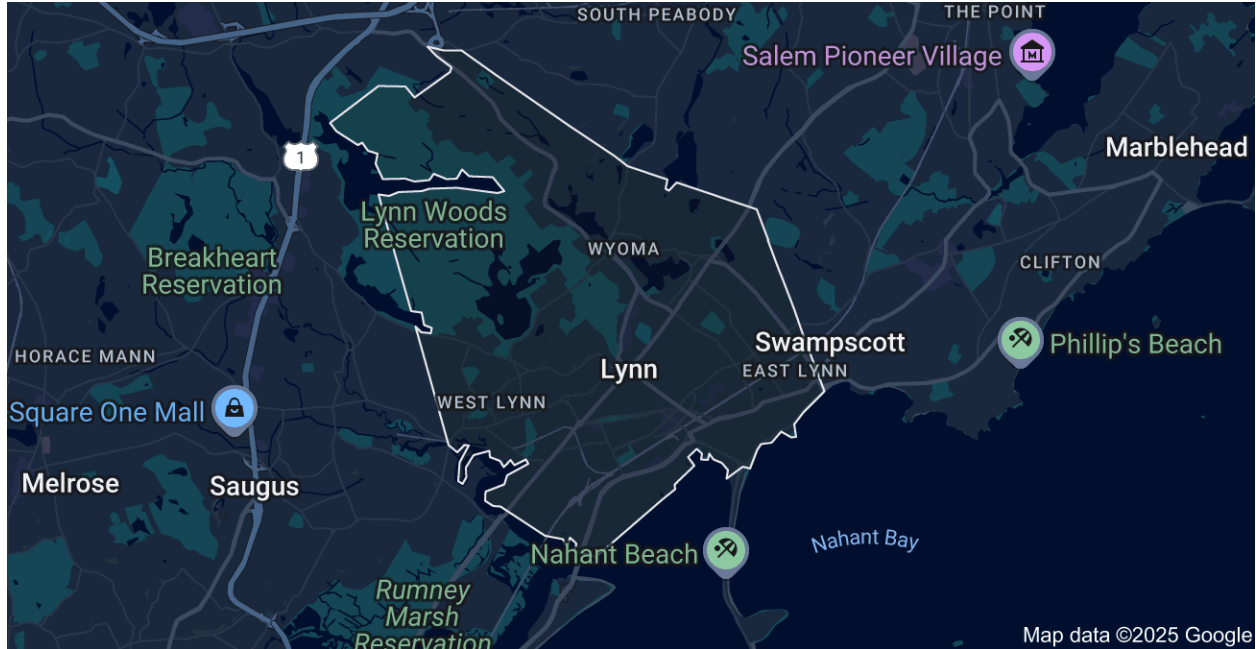 SOUTH PEABODY
THE POINT
Salem Pioneer Village
M
1
Marblehead
Lynn Woods
Reservation
Breakheart
Reservation
WYOMA
CLIFTON
HORACE MANN
Swampscott
Phillip's Beach
Lynn
EAST LYNN
Square One Mall
WEST LYNN
Melrose
Saugus
Nahant Beach
Nahant Bay
Rumney
Marsh
Reservation
Map data ©2025 Google